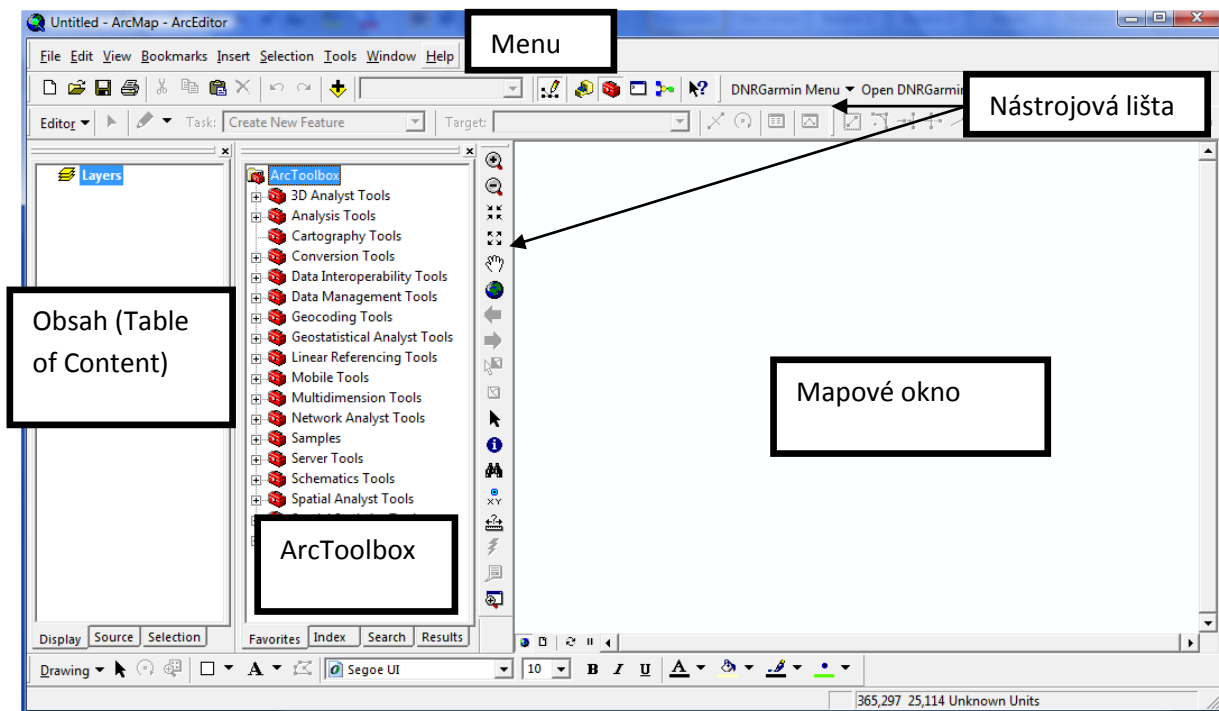 Untitled - ArcMap - ArcEditor
Menu
File Edit View Bookmarks Insert Selection Tools Window Help
DNRGarmin Menu Open DNRGarmin
Nástrojová lišta
Editor Task: Create New Feature Target:
Layers
ArcToolbox
3D Analyst Tools
Analysis Tools
Cartography Tools
Conversion Tools
Data Interoperability Tools
Data Management Tools
Geocoding Tools
Geostatistical Analyst Tools
Linear Referencing Tools
Mobile Tools
Multidimension Tools
Network Analyst Tools
Samples
Server Tools
Schematics Tools
Spatial Analyst Tools
Obsah (Table
of Content)
ArcToolbox
XY
Mapové okno
Display Source Selection
Favorites Index Search Results
Drawing A Segoe UI 10 B I U A
365,297 25,114 Unknown Units